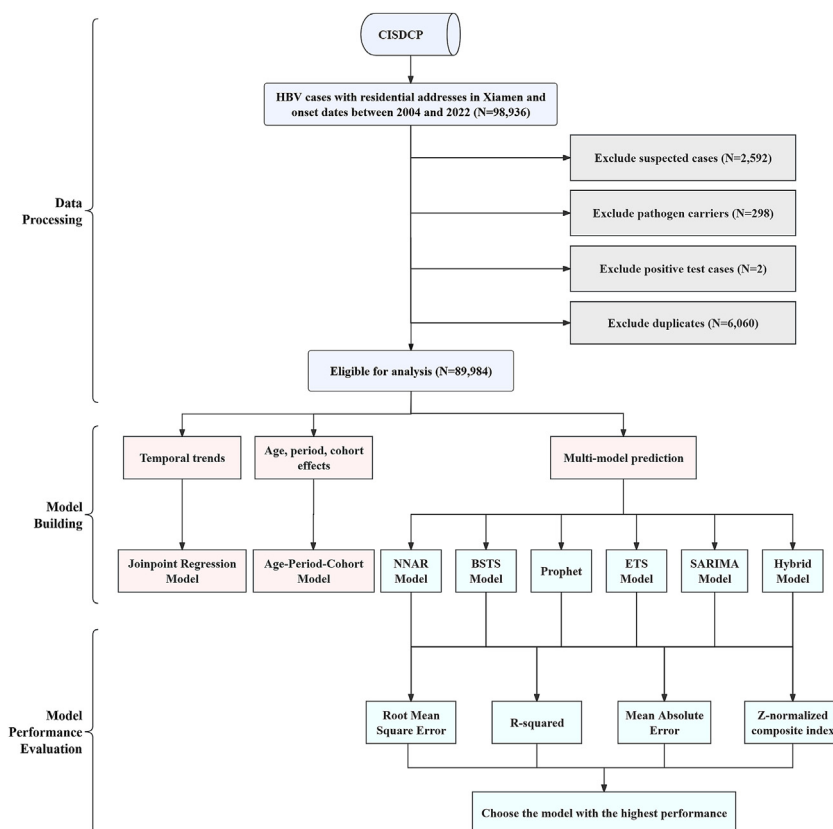 CISDCP
HBV cases with residential addresses in Xiamen and
onset dates between 2004 and 2022 (N=98,936)
Exclude suspected cases (N=2,592)
Data
Processing
Exclude pathogen carriers (N=298)
Exclude positive test cases (N=2)
Exclude duplicates (N=6,060)
Eligible for analysis (N=89,984)
Model
Building
Temporal trends
Age, period, cohort
effects
Multi-model prediction
Joinpoint Regression
Model
Age-Period-Cohort
Model
NNAR
Model
BSTS
Model
Prophet
ETS
Model
SARIMA
Model
Hybrid
Model
Model
Performance
Evaluation
Root Mean
Square Error
R-squared
Mean Absolute
Error
Z-normalized
composite index
Choose the model with the highest performance